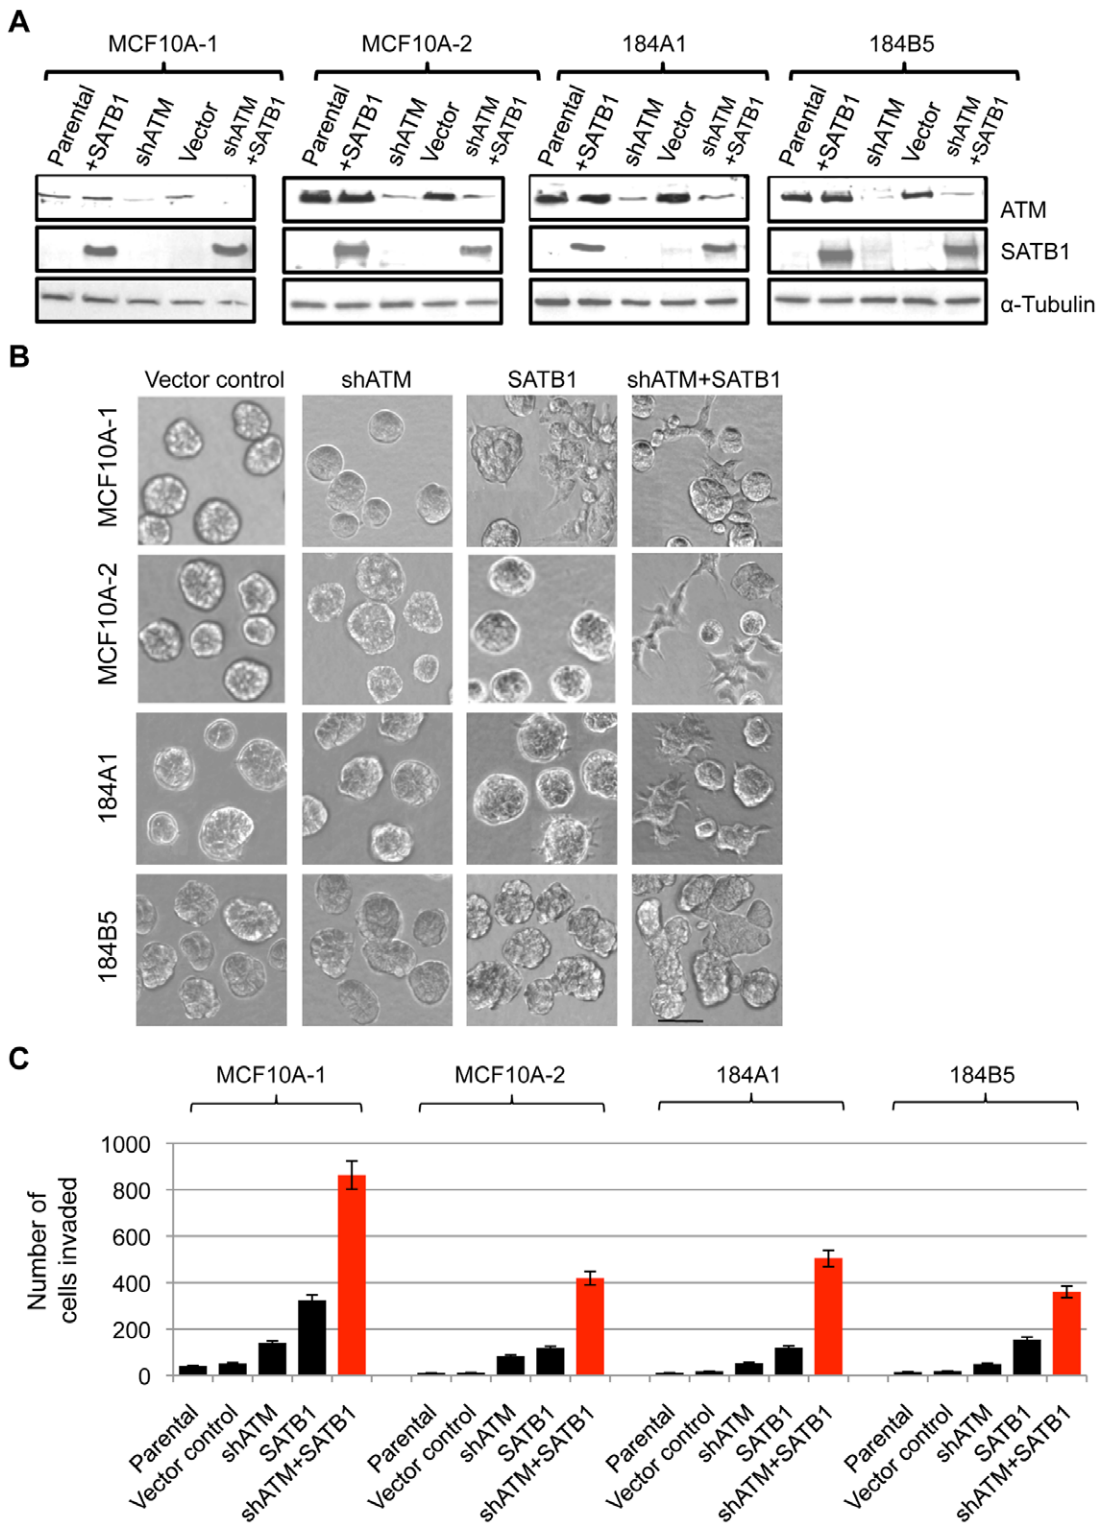 A
MCF10A-1 MCF10A-2 184A1 184B5
Parental +SATB1 shATM Vector shATM +SATB1 Parental +SATB1 shATM Vector shATM +SATB1 Parental +SATB1 shATM Vector shATM +SATB1 Parental +SATB1 shATM Vector shATM +SATB1
ATM
SATB1
α-Tubulin
B
Vector control shATM SATB1 shATM+SATB1
MCF10A-1
MCF10A-2
184A1
184B5
C
MCF10A-1 MCF10A-2 184A1 184B5
Number of
cells invaded
1000
800
600
400
200
0
Parental Vector control shATM SATB1 shATM+SATB1 Parental Vector control shATM SATB1 shATM+SATB1 Parental Vector control shATM SATB1 shATM+SATB1 Parental Vector control shATM SATB1 shATM+SATB1